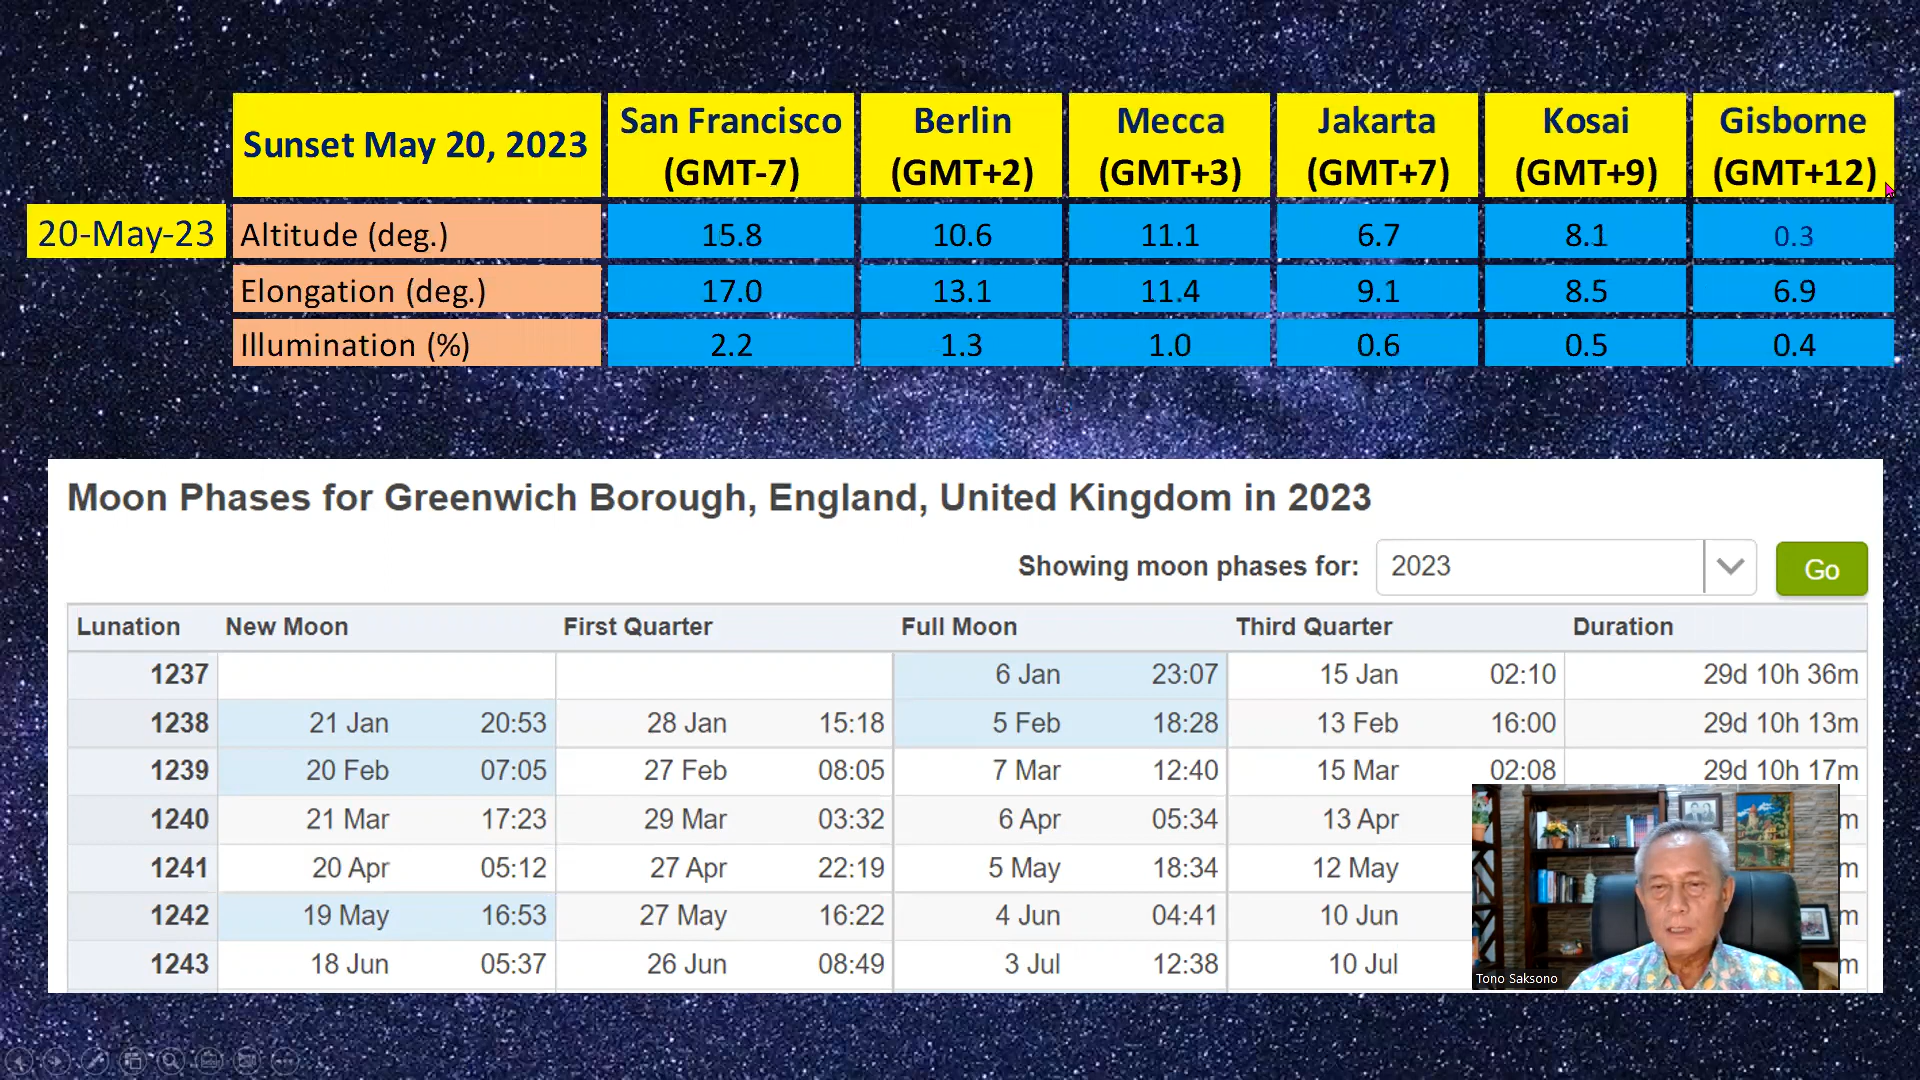 Sunset May 20, 2023 San Francisco (GMT-7) Berlin (GMT+2) Mecca (GMT+3) Jakarta (GMT+7) Kosai (GMT+9) Gisborne (GMT+12)
20-May-23 Altitude (deg.) 15.8 10.6 11.1 6.7 8.1 0.3
Elongation (deg.) 17.0 13.1 11.4 9.1 8.5 6.9
Illumination (%) 2.2 1.3 1.0 0.6 0.5 0.4
Moon Phases for Greenwich Borough, England, United Kingdom in 2023
Showing moon phases for: 2023 Go
Lunation New Moon First Quarter Full Moon Third Quarter Duration
1237 6 Jan 23:07 15 Jan 02:10 29d 10h 36m
1238 21 Jan 20:53 28 Jan 15:18 5 Feb 18:28 13 Feb 16:00 29d 10h 13m
1239 20 Feb 07:05 27 Feb 08:05 7 Mar 12:40 15 Mar 02:08 29d 10h 17m
1240 21 Mar 17:23 29 Mar 03:32 6 Apr 05:34 13 Apr m
1241 20 Apr 05:12 27 Apr 22:19 5 May 18:34 12 May m
1242 19 May 16:53 27 May 16:22 4 Jun 04:41 10 Jun m
1243 18 Jun 05:37 26 Jun 08:49 3 Jul 12:38 10 Jul m
Tono Saksono